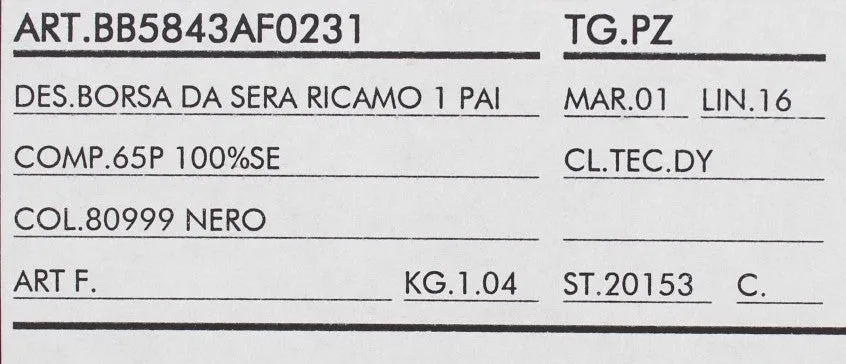 ART.BB5843AF0231 TG.PZ
DES.BORSA DA SERA RICAMO 1 PAI MAR.01 LIN.16
COMP.65P 100%SE CL.TEC.DY
COL.80999 NERO
ART F. KG.1.04 ST.20153 C.